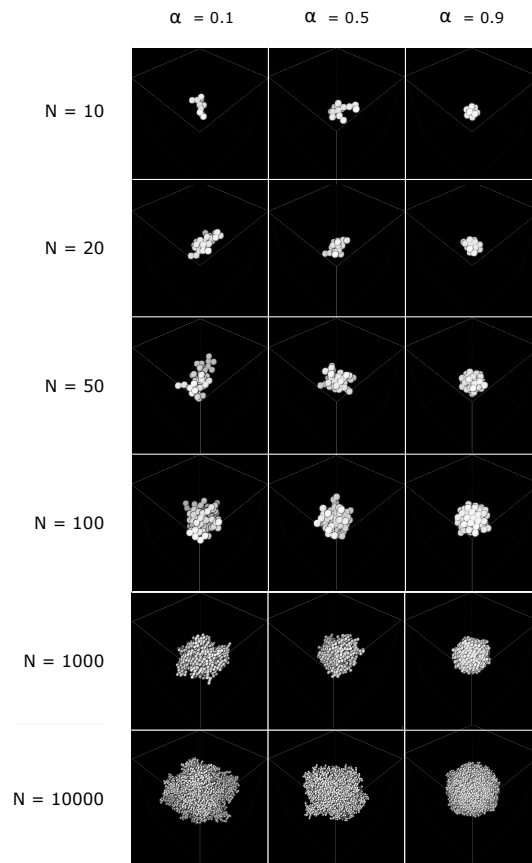 α = 0.1 α = 0.5 α = 0.9
N = 10
N = 20
N = 50
N = 100
N = 1000
N = 10000